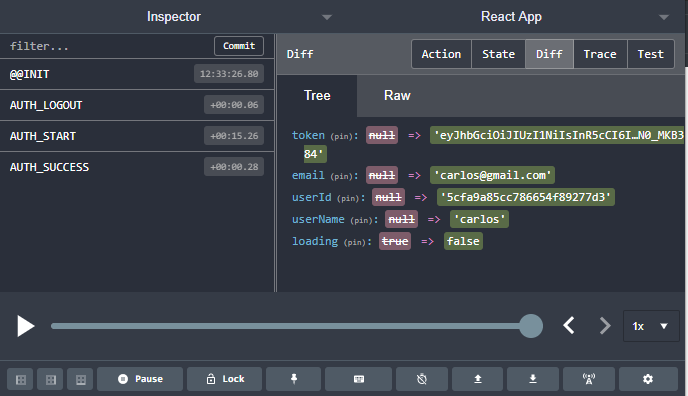 Inspector React App
filter... Commit
Diff Action State Diff Trace Test
@@INIT 12:33:26.80
AUTH_LOGOUT +00:00.06
AUTH_START +00:15.26
AUTH_SUCCESS +00:00.28
Tree Raw
token (pin): null => 'eyJhbGciOiJIUzI1NiIsInR5cCI6I…N0_MKB3
84'
email (pin): null => 'carlos@gmail.com'
userId (pin): null => '5cfa9a85cc786654f89277d3'
userName (pin): null => 'carlos'
loading (pin): true => false
1x
Pause Lock